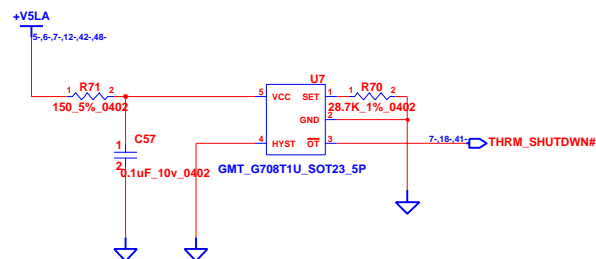 +V5LA
5-,6-,7-,12-,42-,48-
U7
1 R71 2
150_5%_0402
5 VCC SET 1
1 R70 2
28.7K_1%_0402
GND 2
C57
1
2
0.1uF_10v_0402
4 HYST OT 3
7-,18-,41-
THRM_SHUTDWN#
GMT_G708T1U_SOT23_5P